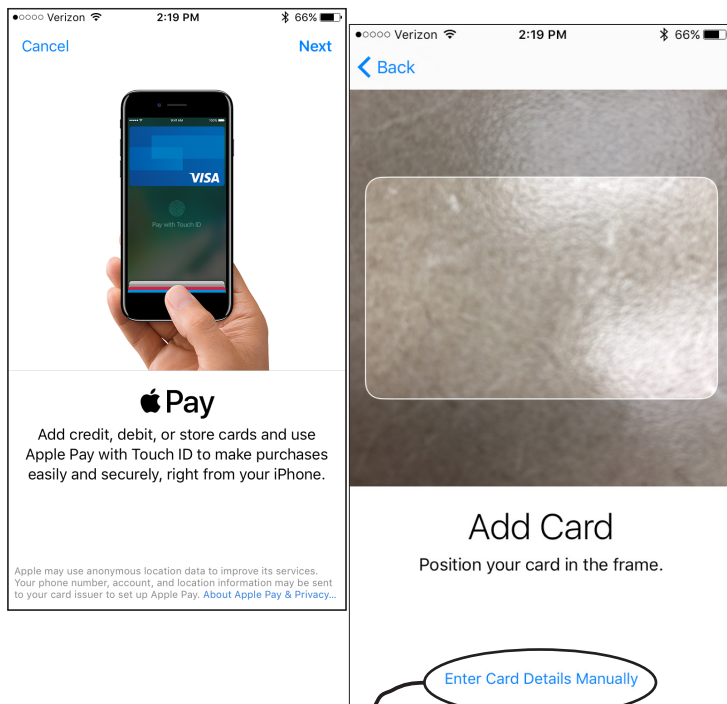 Verizon 2:19 PM 66%
Cancel Next
9:41 AM 100%
VISA
Pay with Touch ID
Pay
Add credit, debit, or store cards and use
Apple Pay with Touch ID to make purchases
easily and securely, right from your iPhone.
Apple may use anonymous location data to improve its services.
Your phone number, account, and location information may be sent
to your card issuer to set up Apple Pay. About Apple Pay & Privacy...
Verizon 2:19 PM 66%
Back
Add Card
Position your card in the frame.
Enter Card Details Manually